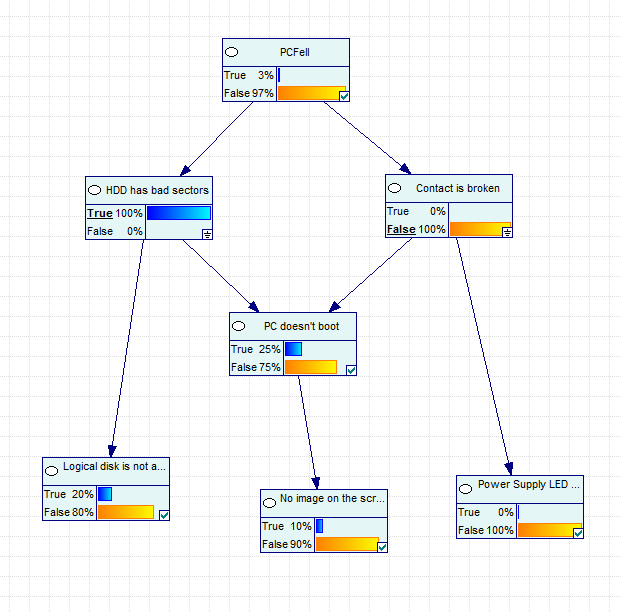 PCFell
True 3%
False 97%
HDD has bad sectors
True 100%
False 0%
Contact is broken
True 0%
False 100%
PC doesn't boot
True 25%
False 75%
Logical disk is not a...
True 20%
False 80%
No image on the scr...
True 10%
False 90%
Power Supply LED ...
True 0%
False 100%